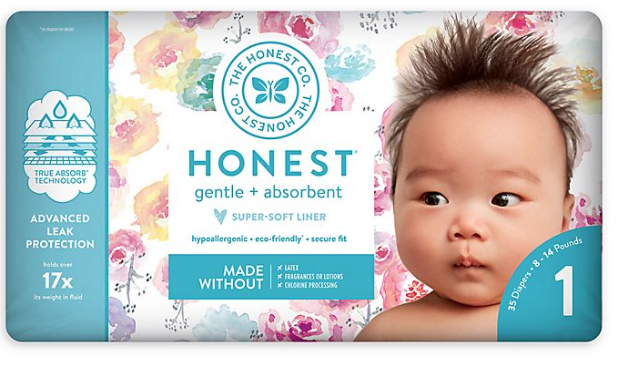 THE HONEST CO. THE HONEST CO.
HONEST
gentle + absorbent
SUPER-SOFT LINER
hypoallergenic • eco-friendly* • secure fit
MADE
WITHOUT
× LATEX
× FRAGRANCES OR LOTIONS
× CHLORINE PROCESSING
TRUE ABSORB™
TECHNOLOGY
ADVANCED
LEAK
PROTECTION
holds over
17x
its weight in fluid
35 Diapers • 8-14 Pounds
1